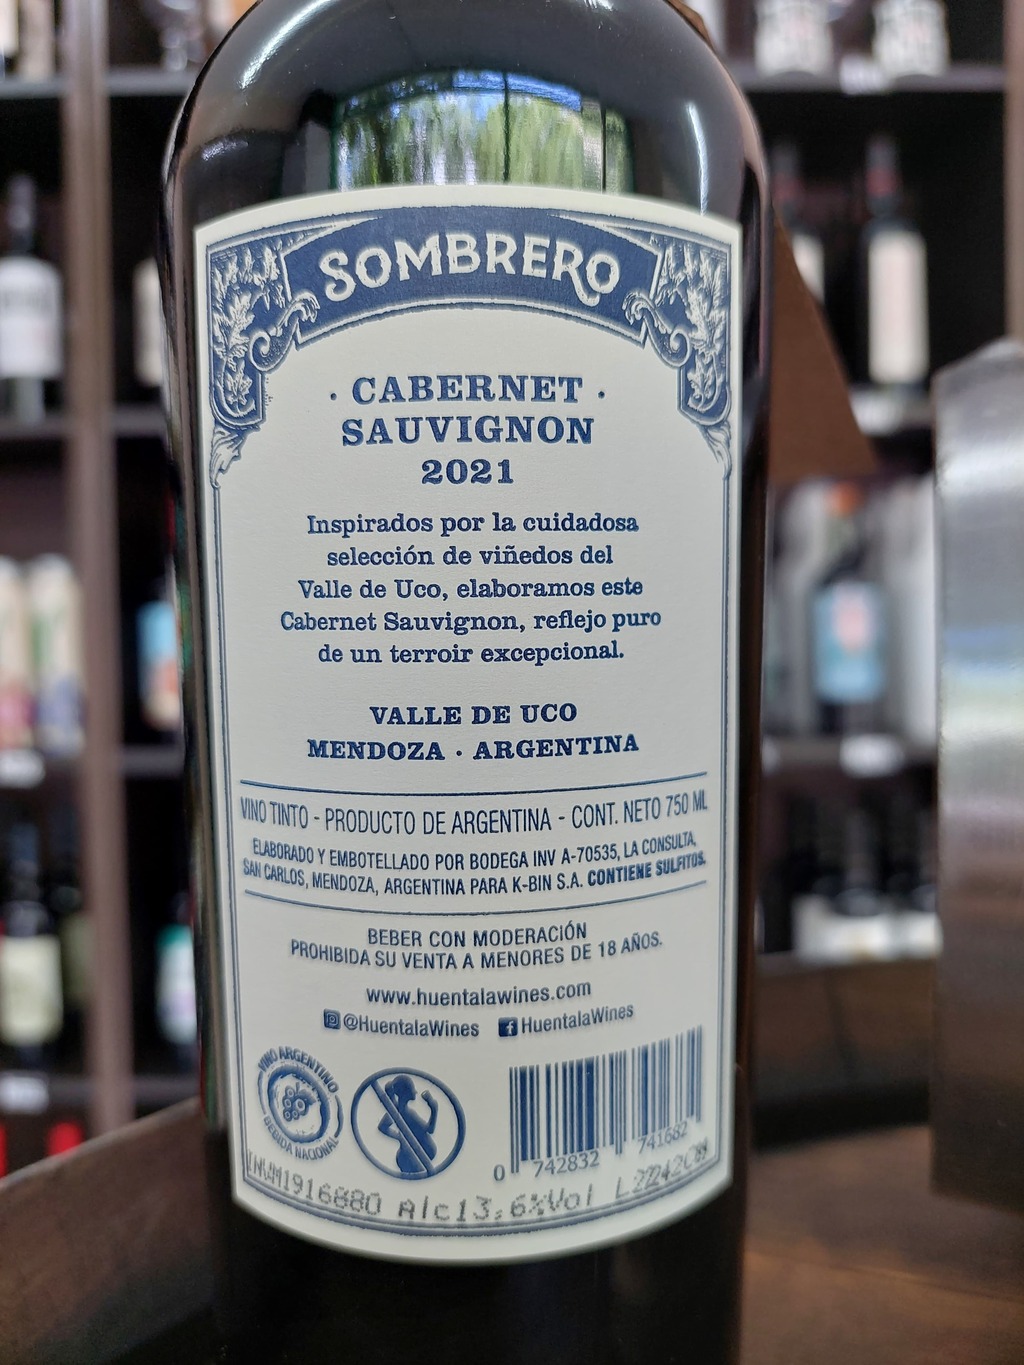 SOMBRERO
· CABERNET ·
SAUVIGNON
2021
Inspirados por la cuidadosa
selección de viñedos del
Valle de Uco, elaboramos este
Cabernet Sauvignon, reflejo puro
de un terroir excepcional.
VALLE DE UCO
MENDOZA · ARGENTINA
VINO TINTO - PRODUCTO DE ARGENTINA - CONT. NETO 750 ML
ELABORADO Y EMBOTELLADO POR BODEGA INV A-70535, LA CONSULTA,
SAN CARLOS, MENDOZA, ARGENTINA PARA K-BIN S.A. CONTIENE SULFITOS.
BEBER CON MODERACIÓN
PROHIBIDA SU VENTA A MENORES DE 18 AÑOS.
www.huentalawines.com
@HuentalaWines HuentalaWines
VINO ARGENTINO
BEBIDA NACIONAL
0 742832 741682
Alc13,6%Vol